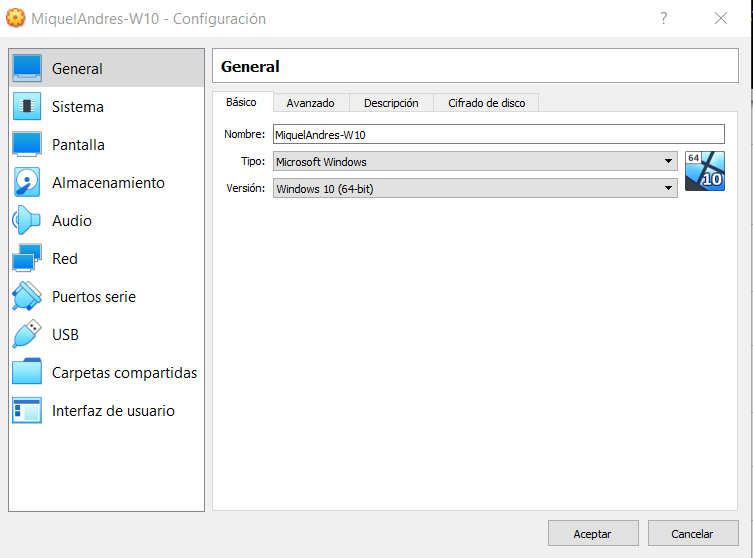 MiquelAndres-W10 - Configuración
?
General
Sistema
Pantalla
Almacenamiento
Audio
Red
Puertos serie
USB
Carpetas compartidas
Interfaz de usuario
General
Básico
Avanzado
Descripción
Cifrado de disco
Nombre: MiquelAndres-W10
Tipo: Microsoft Windows
Versión: Windows 10 (64-bit)
64
10
Aceptar
Cancelar